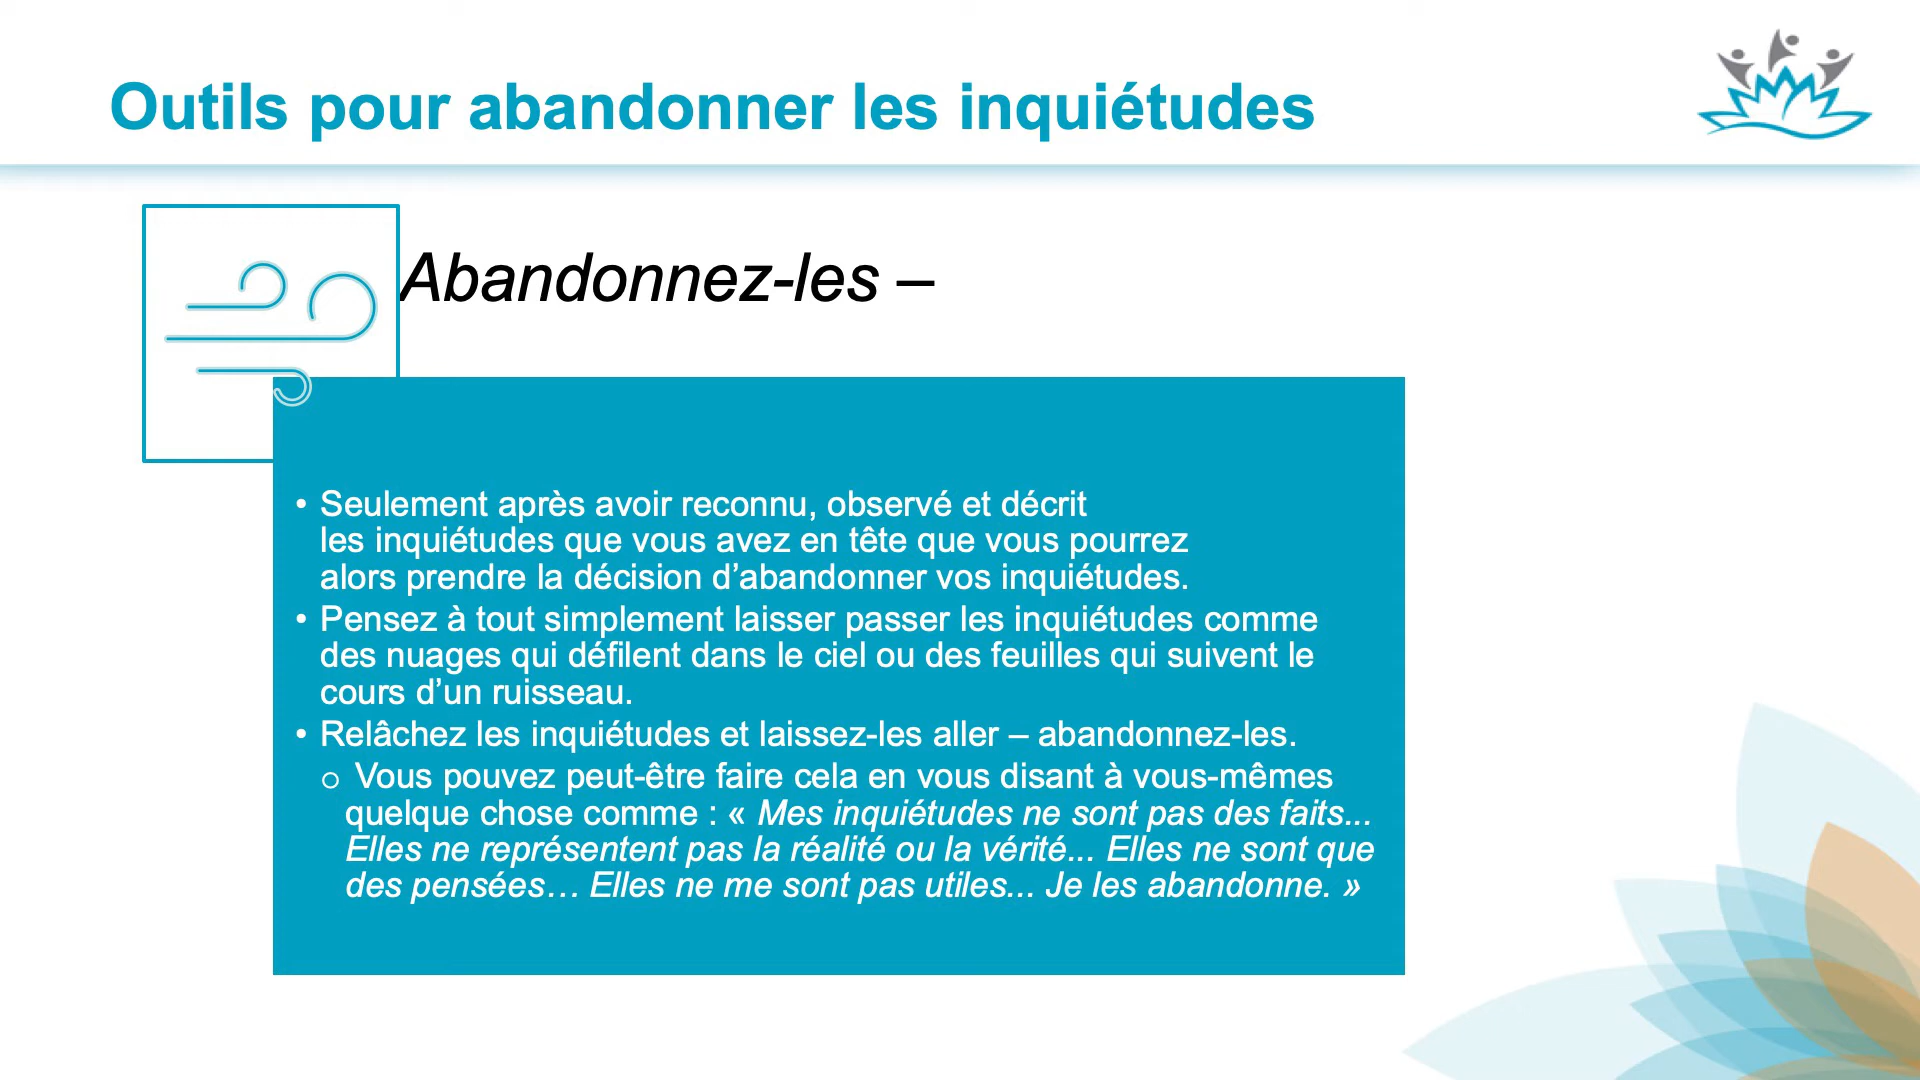 Outils pour abandonner les inquiétudes
Abandonnez-les –
• Seulement après avoir reconnu, observé et décrit
les inquiétudes que vous avez en tête que vous pourrez
alors prendre la décision d’abandonner vos inquiétudes.
• Pensez à tout simplement laisser passer les inquiétudes comme
des nuages qui défilent dans le ciel ou des feuilles qui suivent le
cours d’un ruisseau.
• Relâchez les inquiétudes et laissez-les aller – abandonnez-les.
o Vous pouvez peut-être faire cela en vous disant à vous-mêmes
quelque chose comme : « Mes inquiétudes ne sont pas des faits...
Elles ne représentent pas la réalité ou la vérité... Elles ne sont que
des pensées… Elles ne me sont pas utiles... Je les abandonne. »